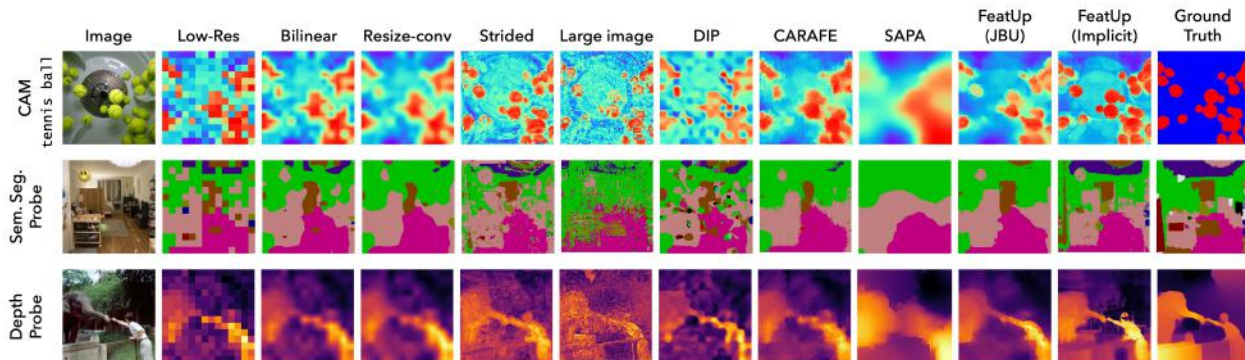 Image Low-Res Bilinear Resize-conv Strided Large image DIP CARAFE SAPA FeatUp (JBU) FeatUp (Implicit) Ground Truth
CAM
tennis ball
Sem. Seg.
Probe
Depth
Probe